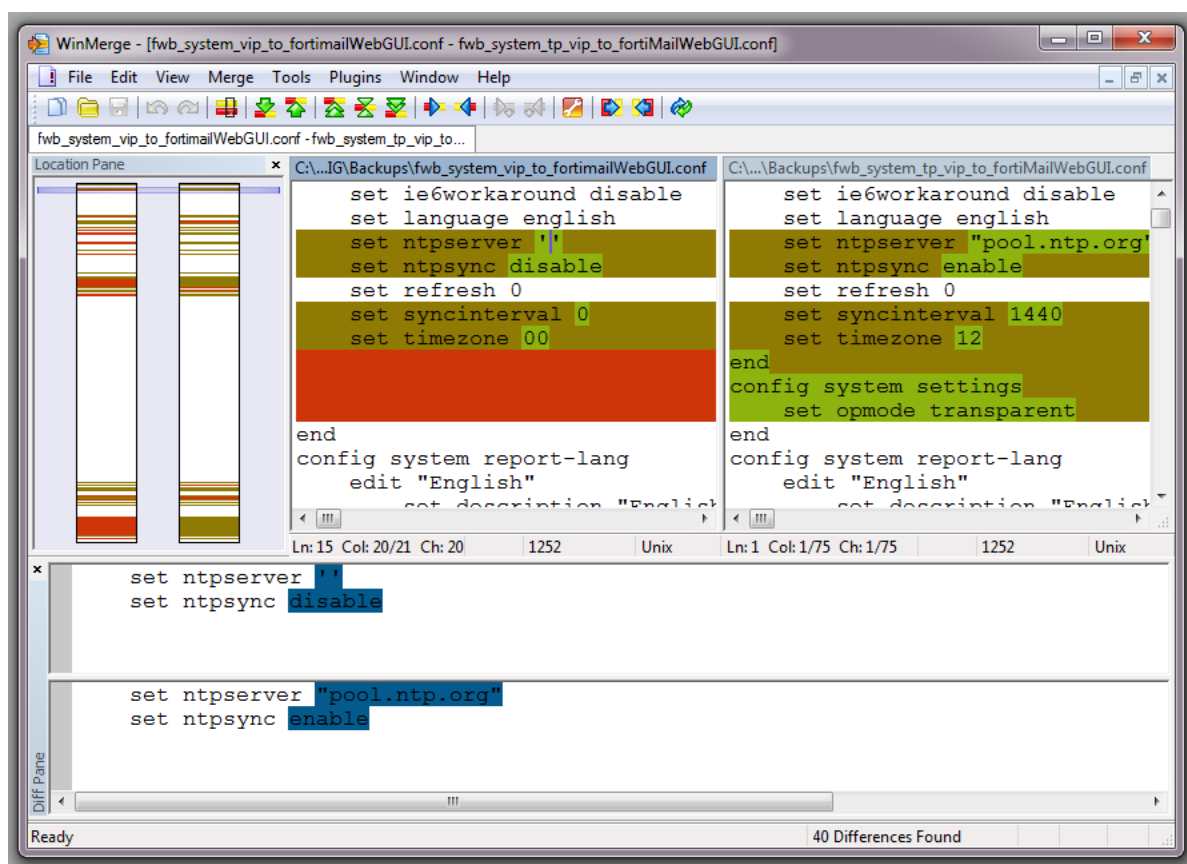 WinMerge - [fwb_system_vip_to_fortimailWebGUI.conf - fwb_system_tp_vip_to_fortiMailWebGUI.conf]
File Edit View Merge Tools Plugins Window Help
fwb_system_vip_to_fortimailWebGUI.conf - fwb_system_tp_vip_to...
Location Pane
C:\...IG\Backups\fwb_system_vip_to_fortimailWebGUI.conf
set ie6workaround disable
set language english
set ntpserver ''
set ntpsync disable
set refresh 0
set syncinterval 0
set timezone 00
end
config system report-lang
edit "English"
set description "English
Ln: 15 Col: 20/21 Ch: 20 1252 Unix
C:\...\Backups\fwb_system_tp_vip_to_fortiMailWebGUI.conf
set ie6workaround disable
set language english
set ntpserver "pool.ntp.org"
set ntpsync enable
set refresh 0
set syncinterval 1440
set timezone 12
end
config system settings
set opmode transparent
end
config system report-lang
edit "English"
set description "English
Ln: 1 Col: 1/75 Ch: 1/75 1252 Unix
Diff Pane
set ntpserver ''
set ntpsync disable
set ntpserver "pool.ntp.org"
set ntpsync enable
Ready
40 Differences Found